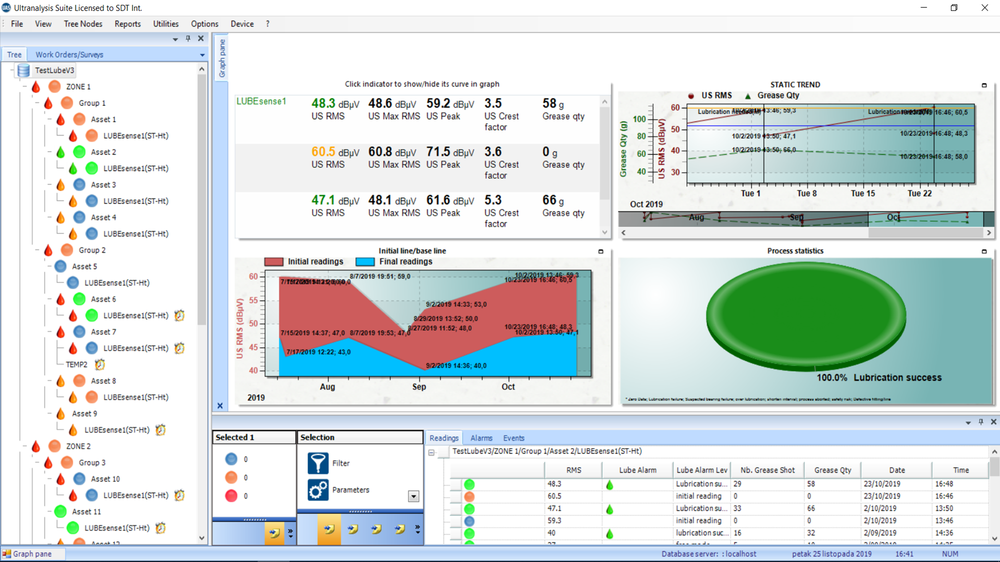 Ultranalysis Suite Licensed to SDT Int.
File View Tree Nodes Reports Utilities Options Device ?
Tree Work Orders/Surveys
TestLubeV3
ZONE 1
Group 1
Asset 1
LUBEsense1(ST-Ht)
Asset 2
LUBEsense1(ST-Ht)
Asset 3
LUBEsense1(ST-Ht)
Asset 4
LUBEsense1(ST-Ht)
Group 2
Asset 5
LUBEsense1(ST-Ht)
Asset 6
LUBEsense1(ST-Ht)
Asset 7
LUBEsense1(ST-Ht)
TEMP2
Asset 8
LUBEsense1(ST-Ht)
Asset 9
LUBEsense1(ST-Ht)
ZONE 2
Group 3
Asset 10
LUBEsense1(ST-Ht)
Asset 11
LUBEsense1(ST-Ht)
Asset 12
Graph pane
Click indicator to show/hide its curve in graph
LUBEsense1 48.3 dBµV 48.6 dBµV 59.2 dBµV 3.5 58 g
US RMS US Max RMS US Peak US Crest Grease qty
factor
60.5 dBµV 60.8 dBµV 71.5 dBµV 3.6 0 g
US RMS US Max RMS US Peak US Crest Grease qty
factor
47.1 dBµV 48.1 dBµV 61.6 dBµV 5.3 66 g
US RMS US Max RMS US Peak US Crest Grease qty
factor
STATIC TREND
US RMS Grease Qty
Grease Qty (g)
100
80
60
40
US RMS (dBµV)
60
50
40
30
Lubrication 10/2/2019 13:46; 59,3
Lubrication 10/23/2019 16:46; 60,5
10/2/2019 13:50; 47,1
10/23/2019 16:48; 48,3
10/2/2019 13:50; 66,0
10/23/2019 16:48; 58,0
Tue 1 Tue 8 Tue 15 Tue 22
Oct 2019
Aug Sep Oct
Initial line/base line
Initial readings Final readings
US RMS (dBµV)
60
55
50
45
40
8/7/2019 19:51; 59,0
10/2/2019 13:46; 59,3
10/23/2019 16:46; 60,5
9/2/2019 14:33; 53,0
8/29/2019 13:52; 50,0
8/27/2019 11:52; 48,0
10/23/2019 16:48; 48,3
10/2/2019 13:50; 47,1
7/15/2019 14:37; 47,0
8/7/2019 19:53; 47,0
7/17/2019 12:22; 43,0
9/2/2019 14:36; 40,0
Aug Sep Oct
2019
Process statistics
100.0% Lubrication success
* Zero Data; Lubrication failure; Suspected bearing failure; over lubrication; shorten interval; process aborted; safety risk; Defective fitting/line
Selected 1
0
0
0
Selection
Filter
Parameters
Readings Alarms Events
TestLubeV3/ZONE 1/Group 1/Asset 2/LUBEsense1(ST-Ht)
RMS Lube Alarm Lube Alarm Lev Nb. Grease Shot Grease Qty Date Time
48.3 Lubrication su... 29 58 23/10/2019 16:48
60.5 initial reading 0 0 23/10/2019 16:46
47.1 Lubrication su... 33 66 2/10/2019 13:50
59.3 initial reading 0 0 2/10/2019 13:46
40 lubrication suc... 16 32 2/09/2019 14:36
Graph pane
Database server: : localhost petak 25 listopada 2019 16:41 NUM